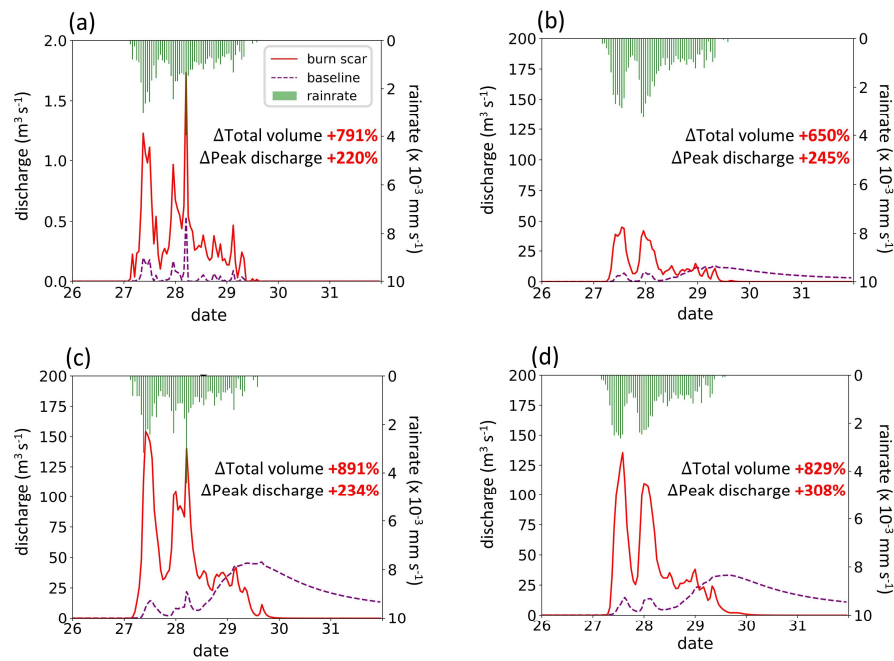 (a)
2.0
1.5
1.0
0.5
0.0
discharge (m³ s⁻¹)
burn scar
baseline
rainrate
ΔTotal volume +791%
ΔPeak discharge +220%
0
2
4
6
8
10
rainrate (x 10⁻³ mm s⁻¹)
26 27 28 29 30 31
date
(b)
200
175
150
125
100
75
50
25
0
discharge (m³ s⁻¹)
ΔTotal volume +650%
ΔPeak discharge +245%
0
2
4
6
8
10
rainrate (x 10⁻³ mm s⁻¹)
26 27 28 29 30 31
date
(c)
200
175
150
125
100
75
50
25
0
discharge (m³ s⁻¹)
ΔTotal volume +891%
ΔPeak discharge +234%
0
2
4
6
8
10
rainrate (x 10⁻³ mm s⁻¹)
26 27 28 29 30 31
date
(d)
200
175
150
125
100
75
50
25
0
discharge (m³ s⁻¹)
ΔTotal volume +829%
ΔPeak discharge +308%
0
2
4
6
8
10
rainrate (x 10⁻³ mm s⁻¹)
26 27 28 29 30 31
date